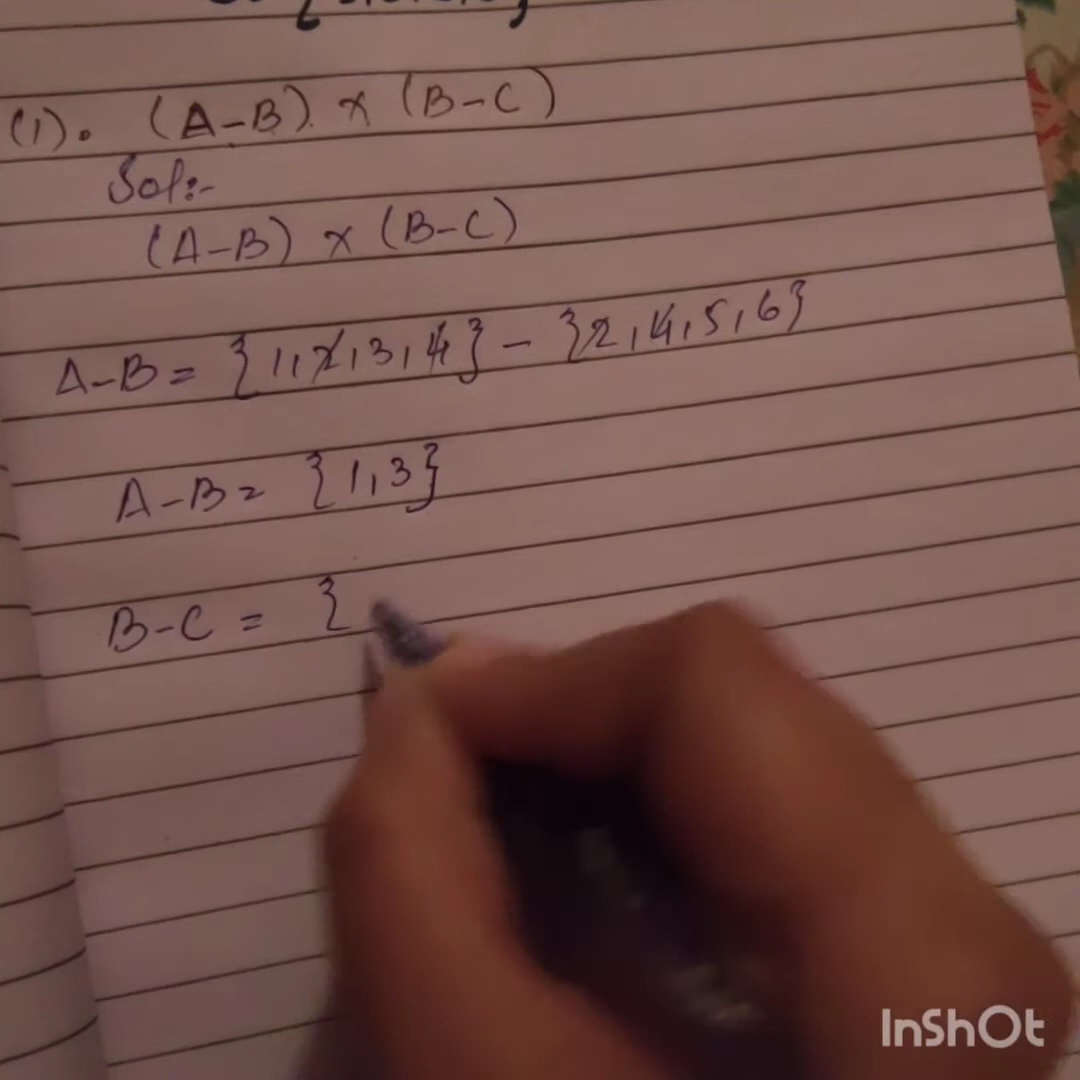 (1). (A-B) × (B-C)
Sol:-
(A-B) × (B-C)
A-B = {1,2,3,4} - {2,4,5,6}
A-B = {1,3}
B-C = {
InShOt